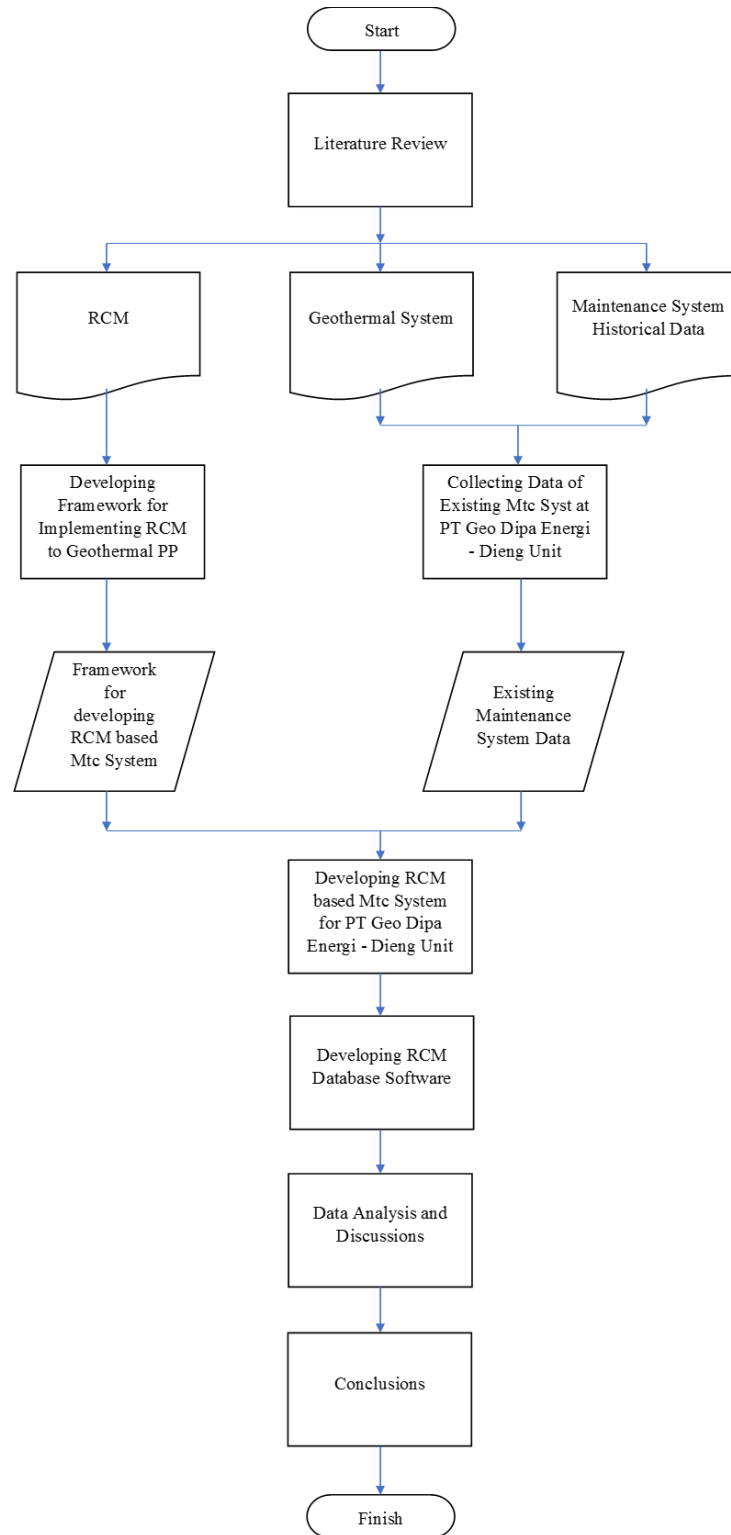 Start
Literature Review
RCM
Geothermal System
Maintenance System
Historical Data
Developing
Framework for
Implementing RCM
to Geothermal PP
Collecting Data of
Existing Mtc Syst at
PT Geo Dipa Energi
- Dieng Unit
Framework
for
developing
RCM based
Mtc System
Existing
Maintenance
System Data
Developing RCM
based Mtc System
for PT Geo Dipa
Energi - Dieng Unit
Developing RCM
Database Software
Data Analysis and
Discussions
Conclusions
Finish